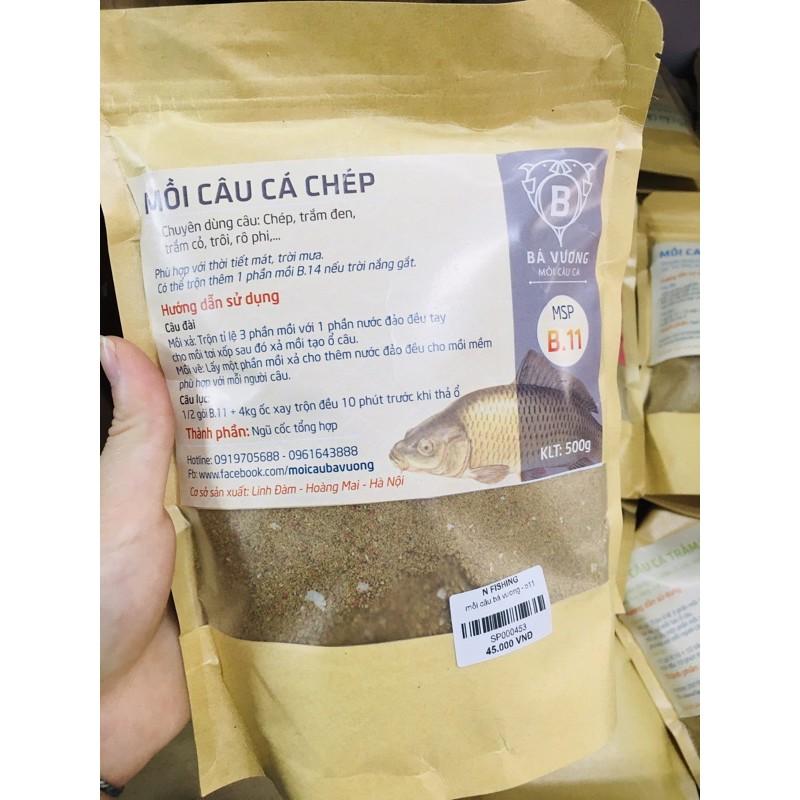 MỒI CÂU CÁ CHÉP
Chuyên dùng câu: Chép, trắm đen,
trắm cỏ, trôi, rô phi,...
Phù hợp với thời tiết mát, trời mưa.
Có thể trộn thêm 1 phần mồi B.14 nếu trời nắng gắt.
Hướng dẫn sử dụng
Câu đài
Mồi xả: Trộn tỉ lệ 3 phần mồi với 1 phần nước đảo đều tay
cho mồi tơi xốp sau đó xả mồi tạo ổ câu.
Mồi vê: Lấy một phần mồi xả cho thêm nước đảo đều cho mồi mềm
phù hợp với mỗi người câu.
Câu lục
1/2 gói B.11 + 4kg ốc xay trộn đều 10 phút trước khi thả ổ
Thành phần: Ngũ cốc tổng hợp
Hotline: 0919705688 - 0961643888
Fb: www.facebook.com/moicaubavuong
Cơ sở sản xuất: Linh Đàm - Hoàng Mai - Hà Nội
B
BÁ VƯƠNG
MỒI CÂU CÁ
MSP
B.11
KLT: 500g
N FISHING
mồi câu bá vương - b11
SP000453
45.000 VND
MỒI CA
CÂU CÁ TRẮM